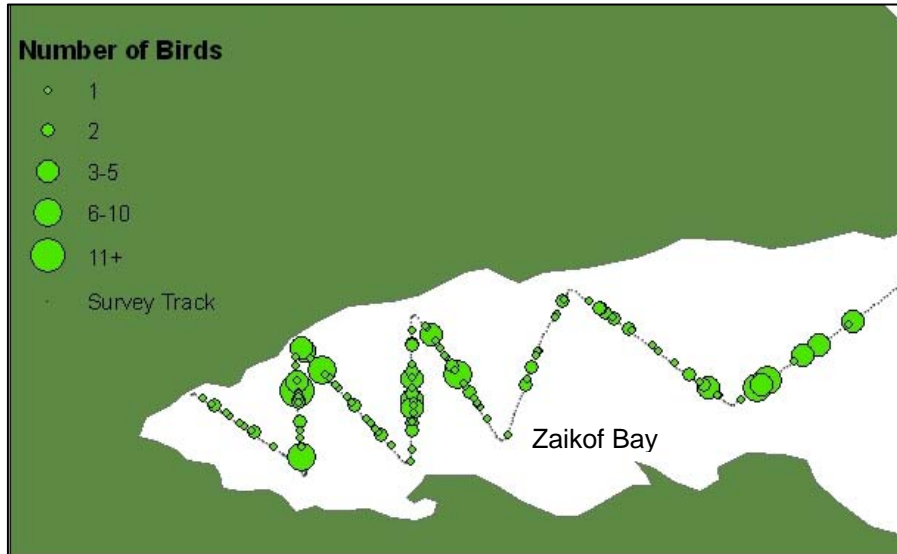 Number of Birds
1
2
3-5
6-10
11+
Survey Track
Zaikof Bay